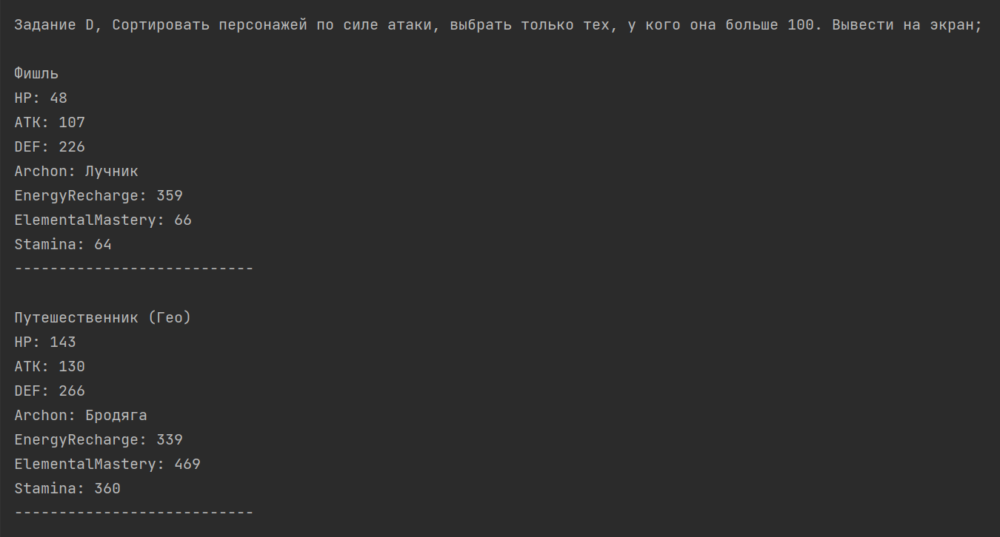 Задание D, Сортировать персонажей по силе атаки, выбрать только тех, у кого она больше 100. Вывести на экран;
Фишль
HP: 48
ATK: 107
DEF: 226
Archon: Лучник
EnergyRecharge: 359
ElementalMastery: 66
Stamina: 64
---------------------------
Путешественник (Гео)
HP: 143
ATK: 130
DEF: 266
Archon: Бродяга
EnergyRecharge: 339
ElementalMastery: 469
Stamina: 360
---------------------------